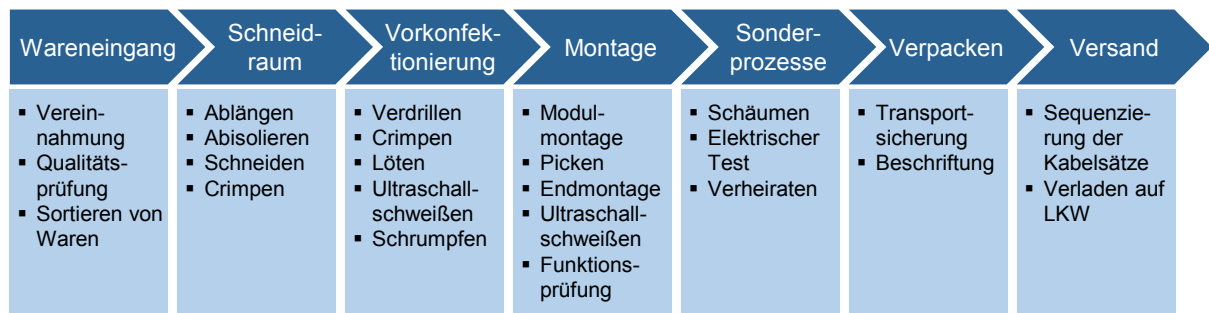 Wareneingang
Schneid-
raum
Vorkonfek-
tionierung
Montage
Sonder-
prozesse
Verpacken
Versand
▪ Verein-
nahmung
▪ Qualitäts-
prüfung
▪ Sortieren von
Waren
▪ Ablängen
▪ Abisolieren
▪ Schneiden
▪ Crimpen
▪ Verdrillen
▪ Crimpen
▪ Löten
▪ Ultraschall-
schweißen
▪ Schrumpfen
▪ Modul-
montage
▪ Picken
▪ Endmontage
▪ Ultraschall-
schweißen
▪ Funktions-
prüfung
▪ Schäumen
▪ Elektrischer
Test
▪ Verheiraten
▪ Transport-
sicherung
▪ Beschriftung
▪ Sequenzie-
rung der
Kabelsätze
▪ Verladen auf
LKW